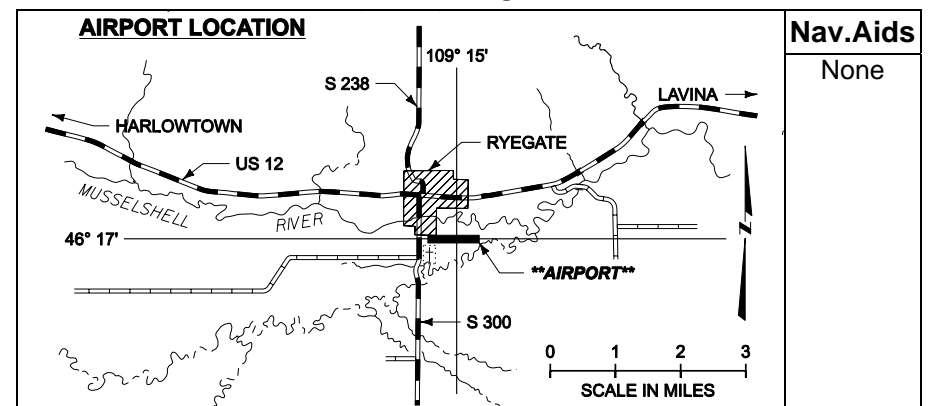 AIRPORT LOCATION
Nav.Aids
None
109° 15'
S 238
LAVINA
HARLOWTOWN
RYEGATE
US 12
MUSSELSHELL
RIVER
N
46° 17'
**AIRPORT**
S 300
0 1 2 3
SCALE IN MILES